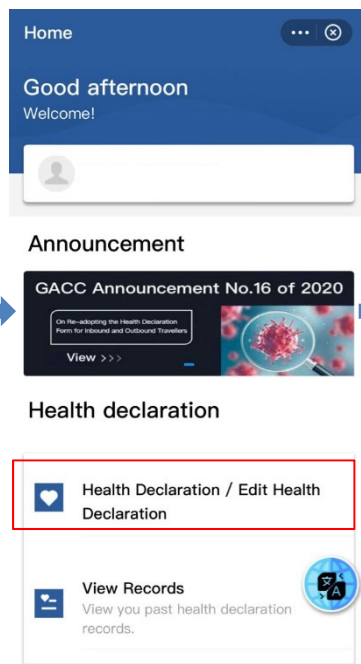 Home
Good afternoon
Welcome!
Announcement
GACC Announcement No.16 of 2020
On Re-adopting the Health Declaration
Form for Inbound and Outbound Travellers
View >>>
Health declaration
Health Declaration / Edit Health
Declaration
View Records
View you past health declaration
records.
文
A